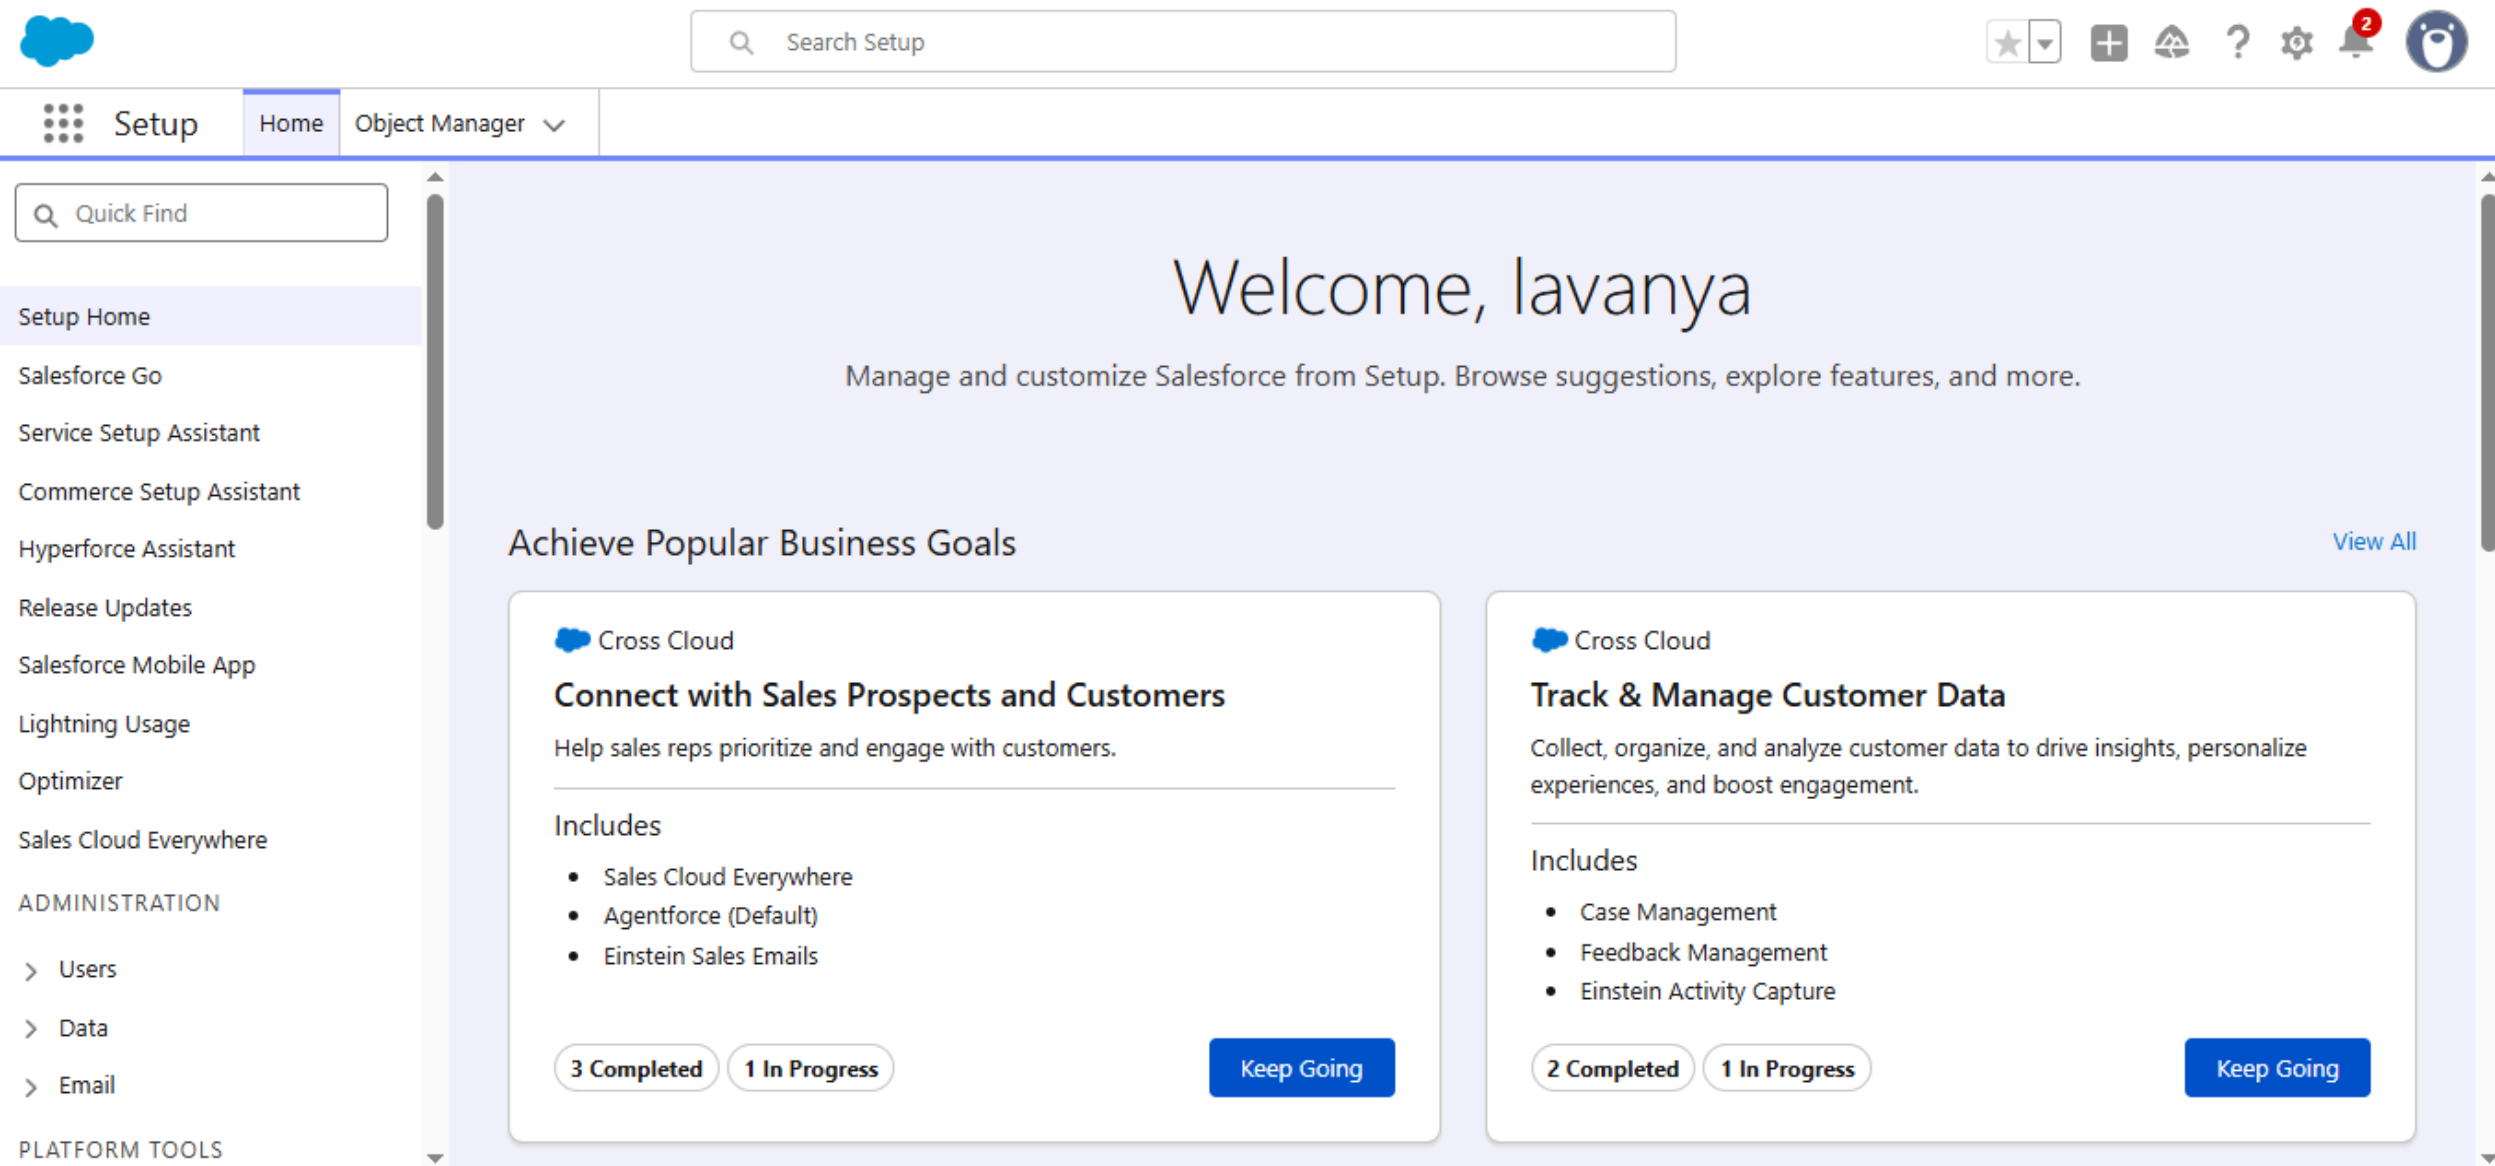 Search Setup
2
Setup
Home
Object Manager
Quick Find
Setup Home
Salesforce Go
Service Setup Assistant
Commerce Setup Assistant
Hyperforce Assistant
Release Updates
Salesforce Mobile App
Lightning Usage
Optimizer
Sales Cloud Everywhere
ADMINISTRATION
Users
Data
Email
PLATFORM TOOLS
Welcome, lavanya
Manage and customize Salesforce from Setup. Browse suggestions, explore features, and more.
Achieve Popular Business Goals
View All
Cross Cloud
Connect with Sales Prospects and Customers
Help sales reps prioritize and engage with customers.
Includes
Sales Cloud Everywhere
Agentforce (Default)
Einstein Sales Emails
3 Completed
1 In Progress
Keep Going
Cross Cloud
Track & Manage Customer Data
Collect, organize, and analyze customer data to drive insights, personalize
experiences, and boost engagement.
Includes
Case Management
Feedback Management
Einstein Activity Capture
2 Completed
1 In Progress
Keep Going